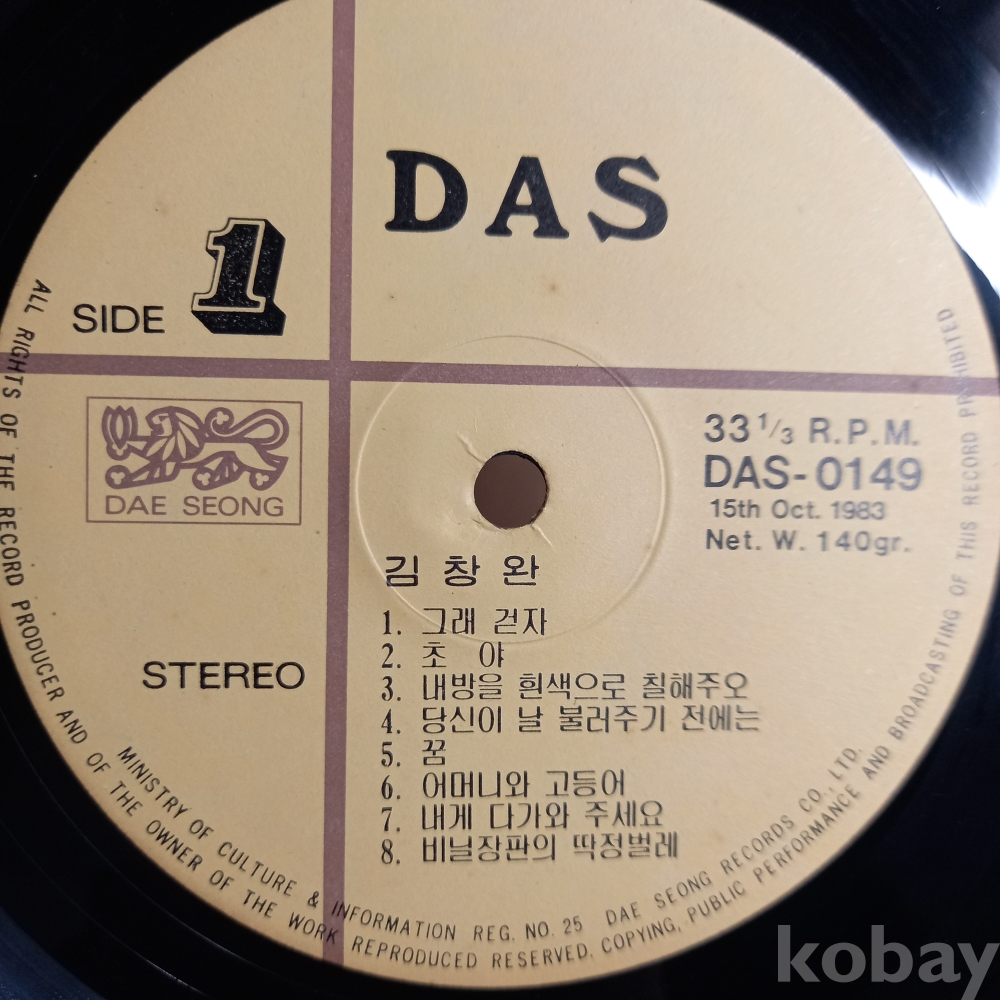 DAS
SIDE 1
DAE SEONG
STEREO
33 1/3 R.P.M.
DAS-0149
15th Oct. 1983
Net. W. 140gr.
김창완
1. 그래 걷자
2. 초 야
3. 내방을 흰색으로 칠해주오
4. 당신이 날 불러주기 전에는
5. 꿈
6. 어머니와 고등어
7. 내게 다가와 주세요
8. 비닐장판의 딱정벌레
MINISTRY OF CULTURE & INFORMATION REG. NO. 25 DAE SEONG RECORDS CO., LTD.
ALL RIGHTS OF THE RECORD PRODUCER AND OF THE OWNER OF THE WORK REPRODUCED RESERVED. COPYING, PUBLIC PERFORMANCE AND BROADCASTING OF THIS RECORD PROHIBITED
kobay